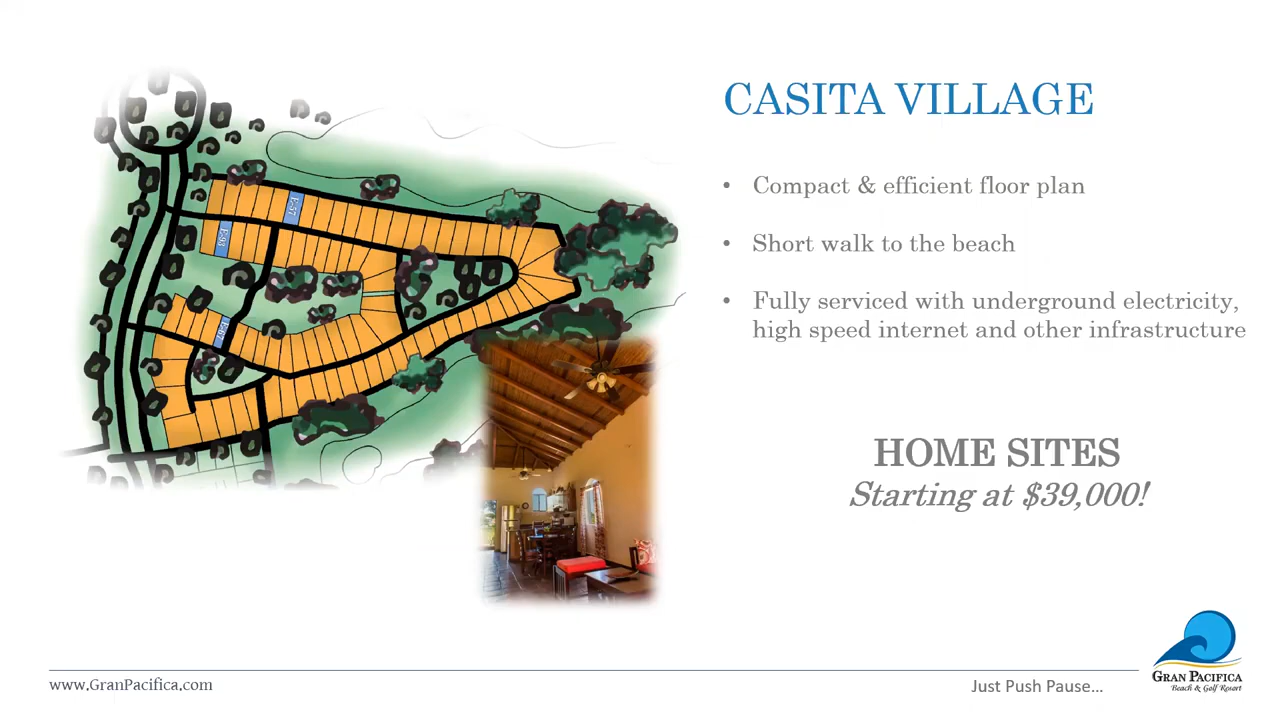 CASITA VILLAGE
• Compact & efficient floor plan
• Short walk to the beach
• Fully serviced with underground electricity,
high speed internet and other infrastructure
HOME SITES
Starting at $39,000!
www.GranPacifica.com
Just Push Pause...
GRAN PACIFICA
Beach & Golf Resort